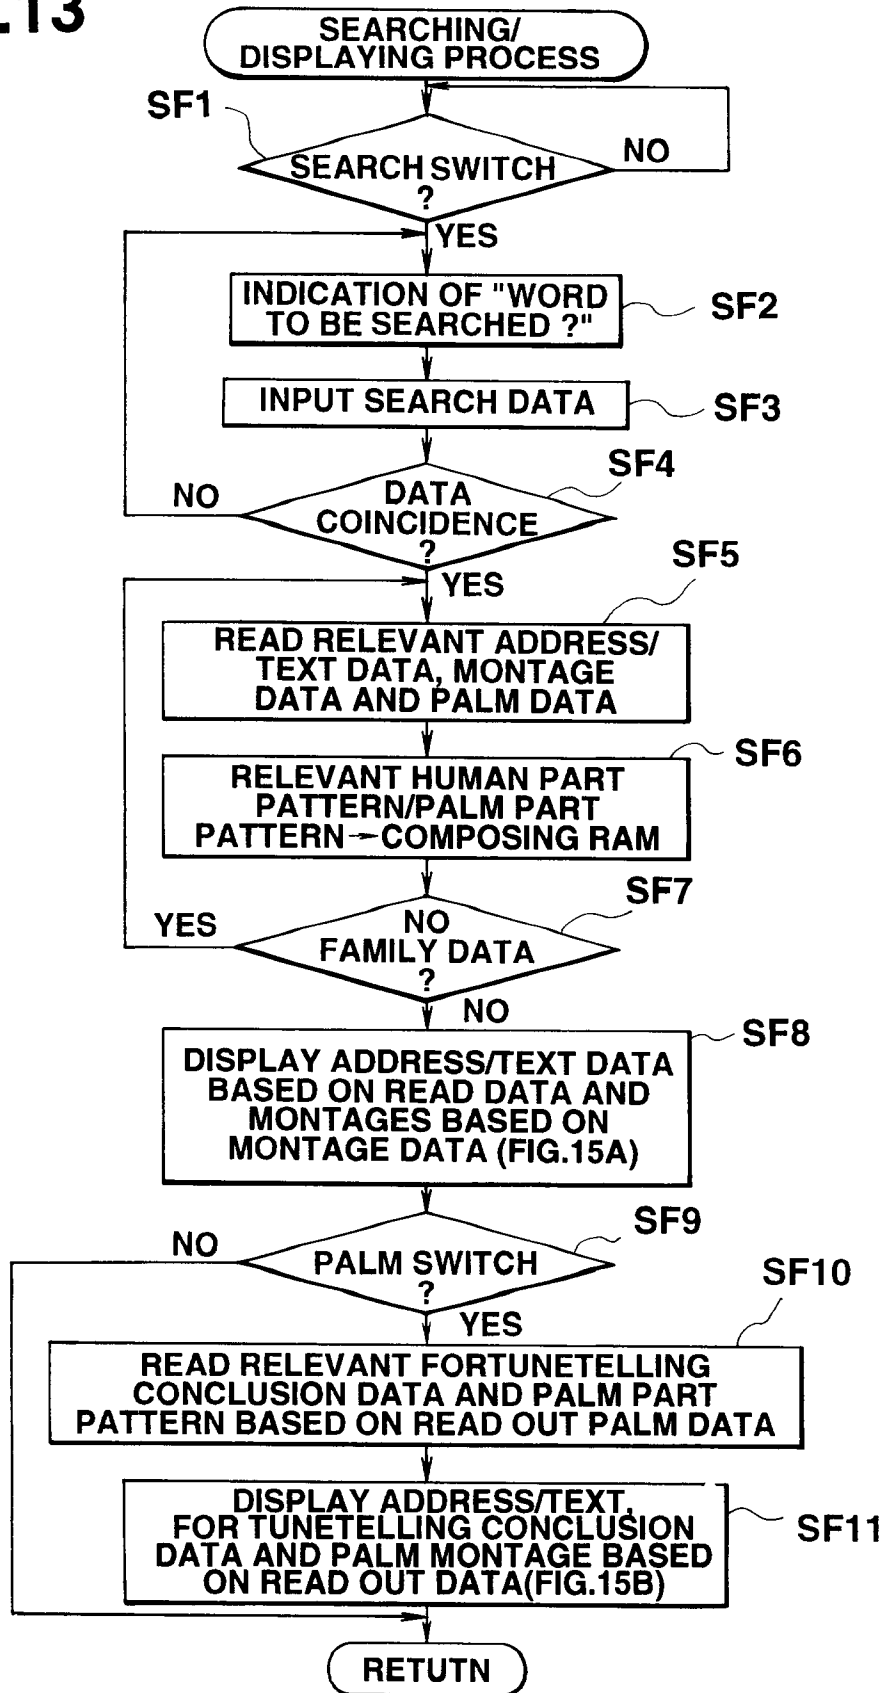 .13
SEARCHING/
DISPLAYING PROCESS
SF1
SEARCH SWITCH
?
NO
YES
INDICATION OF "WORD
TO BE SEARCHED ?"
SF2
INPUT SEARCH DATA
SF3
SF4
NO
DATA
COINCIDENCE
?
YES
SF5
READ RELEVANT ADDRESS/
TEXT DATA, MONTAGE
DATA AND PALM DATA
SF6
RELEVANT HUMAN PART
PATTERN/PALM PART
PATTERN→COMPOSING RAM
SF7
YES
NO
FAMILY DATA
?
NO
SF8
DISPLAY ADDRESS/TEXT DATA
BASED ON READ DATA AND
MONTAGES BASED ON
MONTAGE DATA (FIG.15A)
SF9
NO
PALM SWITCH
?
YES
SF10
READ RELEVANT FORTUNETELLING
CONCLUSION DATA AND PALM PART
PATTERN BASED ON READ OUT PALM DATA
DISPLAY ADDRESS/TEXT,
FOR TUNETELLING CONCLUSION
DATA AND PALM MONTAGE BASED
ON READ OUT DATA(FIG.15B)
SF11
RETUTN